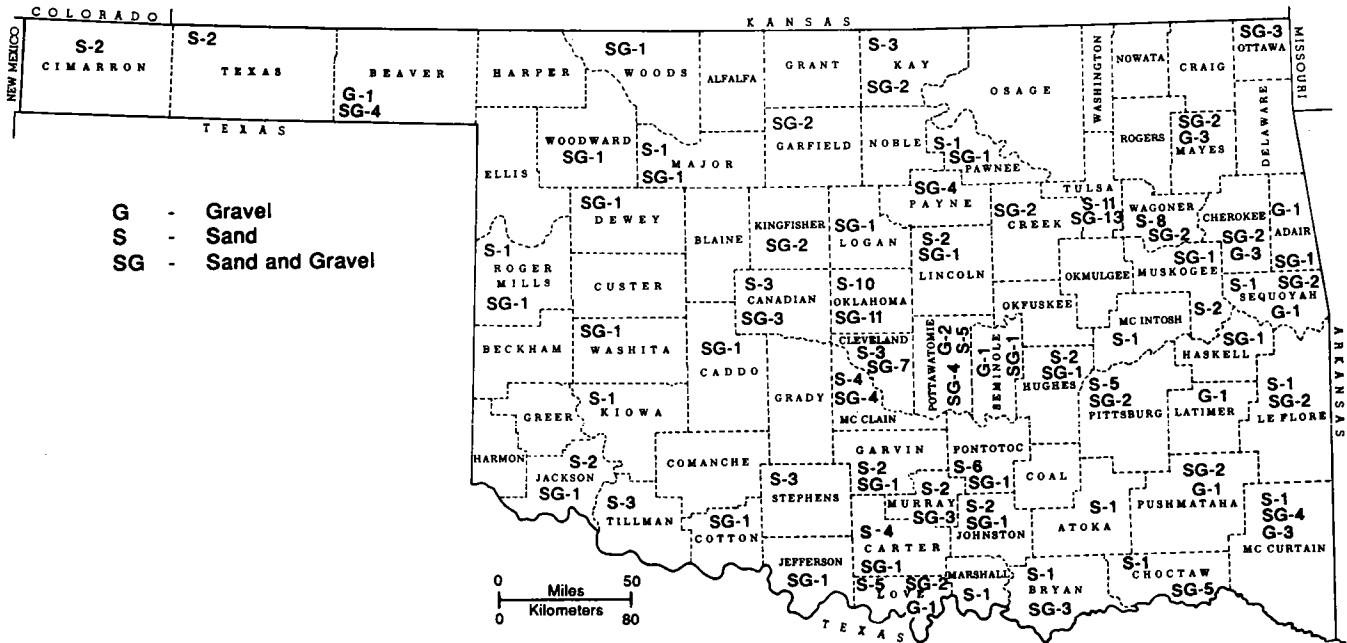 COLORADO
KANSAS
NEW MEXICO
MISSOURI
S-2
CIMARRON
S-2
TEXAS
BEAVER
G-1
SG-4
HARPER
SG-1
WOODS
ALFALFA
GRANT
S-3
KAY
SG-2
OSAGE
WASHINGTON
NOWATA
CRAIG
SG-3
OTTAWA
TEXAS
ELLIS
WOODWARD
SG-1
S-1
MAJOR
SG-1
SG-2
GARFIELD
NOBLE
S-1
SG-1
PAWNEE
ROGERS
SG-2
G-3
MAYES
DELAWARE
G - Gravel
S - Sand
SG - Sand and Gravel
SG-1
DEWEY
BLAINE
KINGFISHER
SG-2
SG-1
LOGAN
SG-4
PAYNE
SG-2
CREEK
TULSA
S-11
SG-13
WAGONER
S-8
SG-2
CHEROKEE
SG-2
G-3
G-1
ADAIR
SG-1
S-1
ROGER
MILLS
SG-1
CUSTER
S-3
CANADIAN
SG-3
S-10
OKLAHOMA
SG-11
S-2
SG-1
LINCOLN
OKMULGEE
SG-1
MUSKOGEE
S-2
S-1
SG-2
SEQUOYAH
G-1
OKFUSKEE
MC INTOSH
S-1
BECKHAM
SG-1
WASHITA
SG-1
CADDO
GRADY
CLEVELAND
S-3
SG-7
S-4
SG-4
MC CLAIN
POTTAWATOMIE
G-2
S-5
SG-4
G-1
SEMINOLE
SG-1
S-2
SG-1
HUGHES
S-5
SG-2
PITTSBURG
SG-1
HASKELL
G-1
LATIMER
S-1
SG-2
LE FLORE
ARKANSAS
GREER
S-1
KIOWA
HARMON
S-2
JACKSON
SG-1
S-3
TILLMAN
COMANCHE
SG-1
COTTON
S-3
STEPHENS
GARVIN
S-2
SG-1
S-2
MURRAY
SG-3
PONTOTOC
S-6
SG-1
S-2
SG-1
JOHNSTON
COAL
S-1
ATOKA
SG-2
G-1
PUSHMATAHA
S-1
SG-4
G-3
MC CURTAIN
JEFFERSON
SG-1
S-4
CARTER
SG-1
S-5
SG-2
LOVE
G-1
MARSHALL
S-1
S-1
BRYAN
SG-3
S-1
CHOCTAW
SG-5
0 50
Miles
Kilometers
0 80
TEXAS